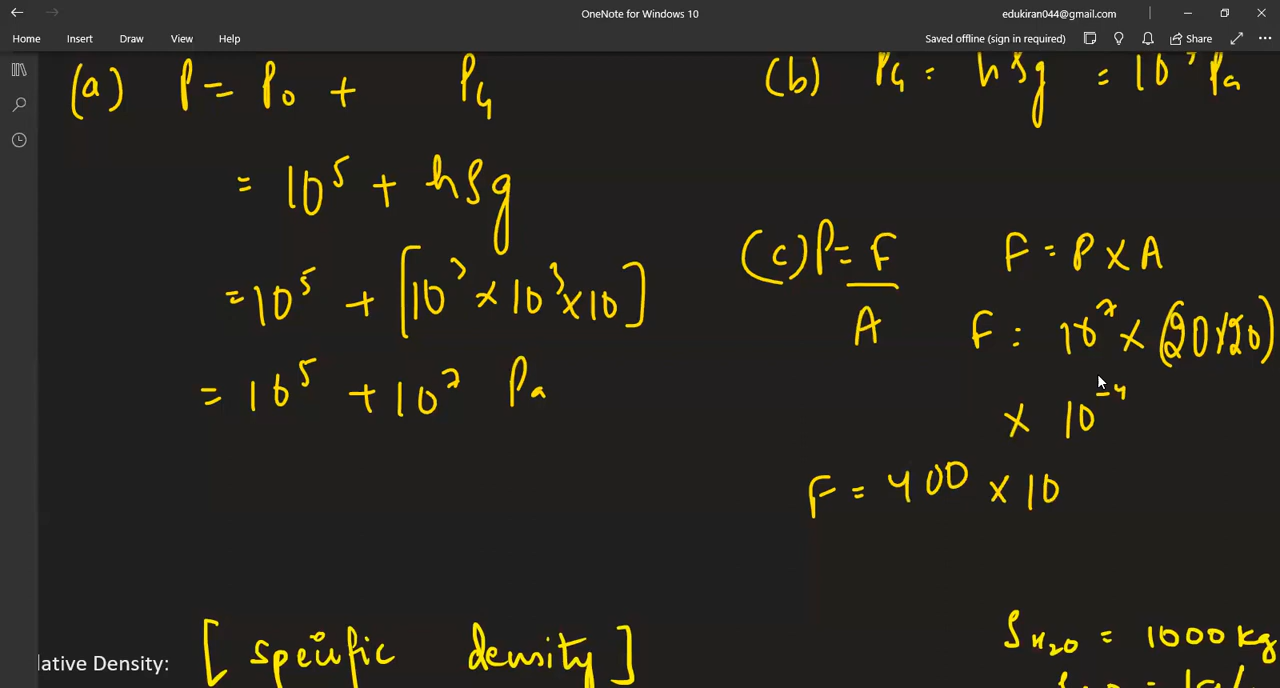 OneNote for Windows 10
edukiran044@gmail.com
Home Insert Draw View Help
Saved offline (sign in required)
Share
(a) P = P₀ + P_G
= 10⁵ + hρg
= 10⁵ + [10³ × 10³ × 10]
= 10⁵ + 10⁷ Pa
(b) P_G = hρg = 10⁷ Pa
(c) P = F/A F = P × A
F = 10⁷ × (20×20)
× 10⁻⁴
F = 400 × 10
lative Density: [specific density]
ρH₂O = 1000 kg